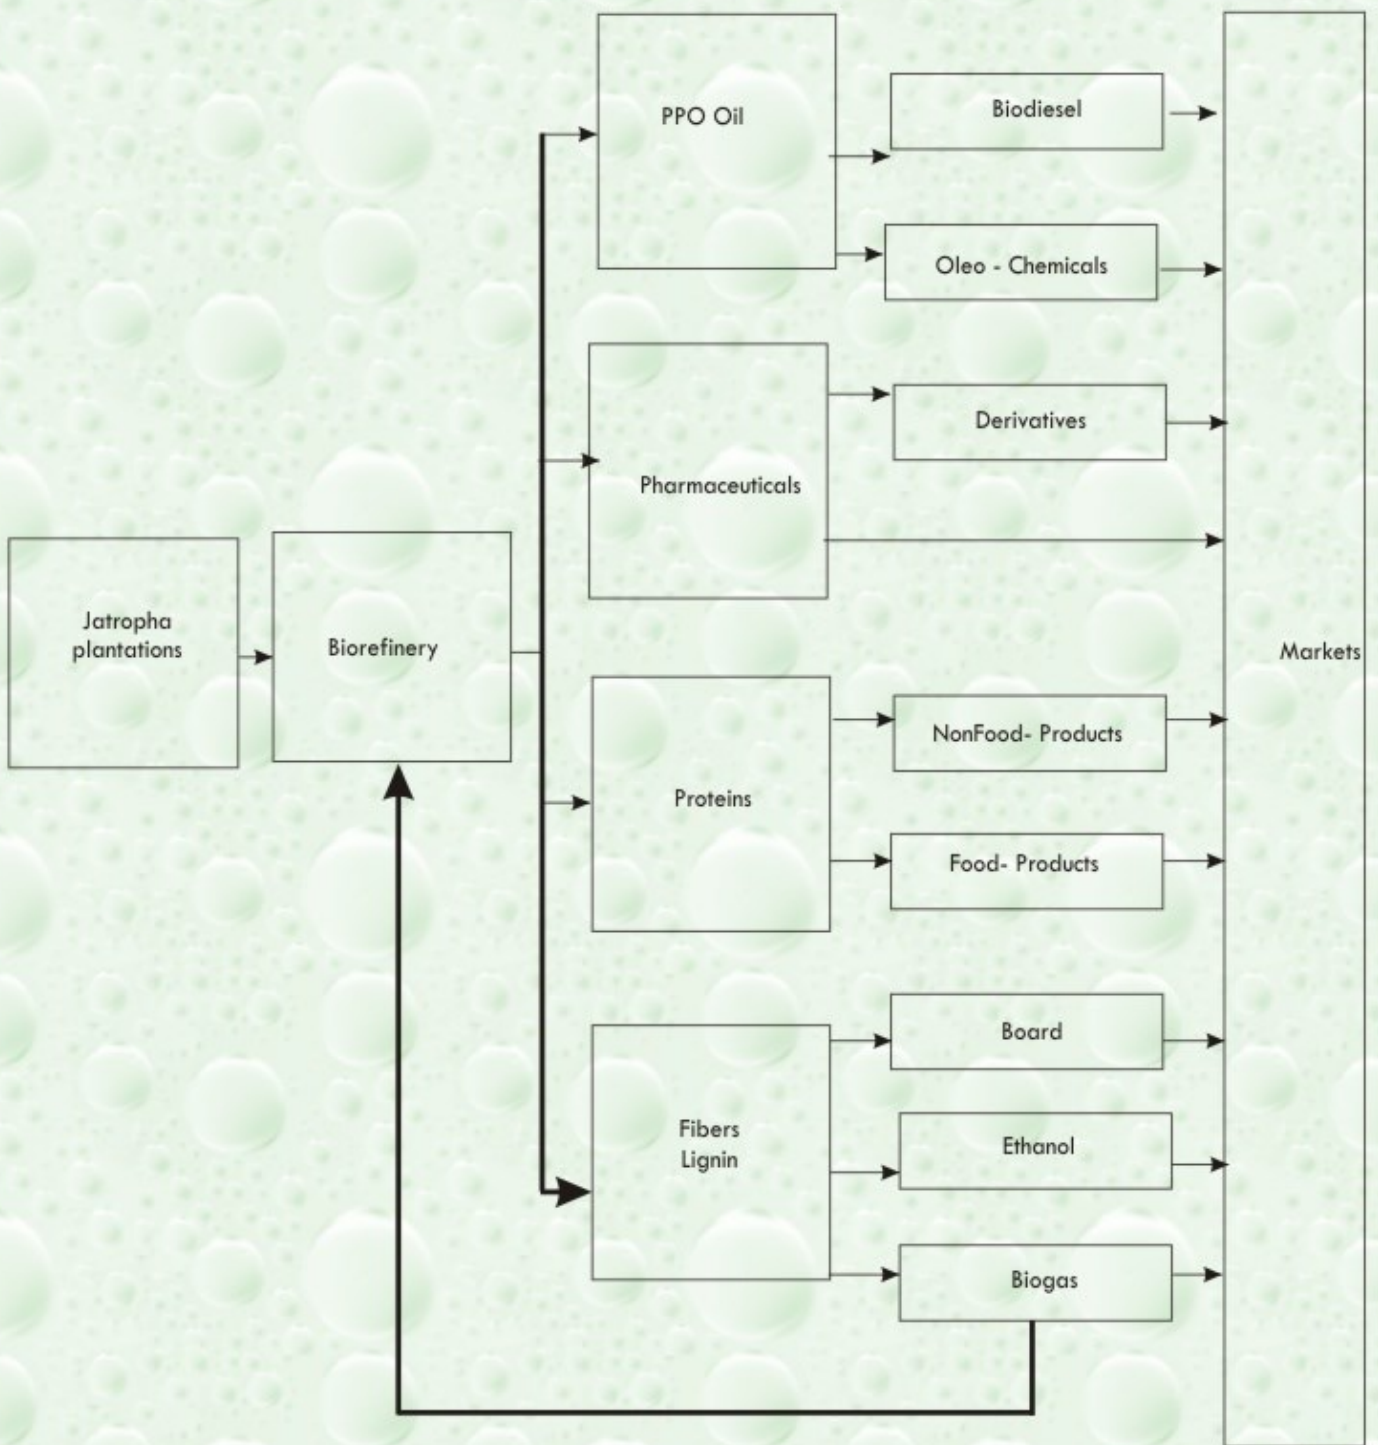 PPO Oil
Biodiesel
Oleo - Chemicals
Pharmaceuticals
Derivatives
Jatropha
plantations
Biorefinery
Markets
Proteins
NonFood- Products
Food- Products
Fibers
Lignin
Board
Ethanol
Biogas